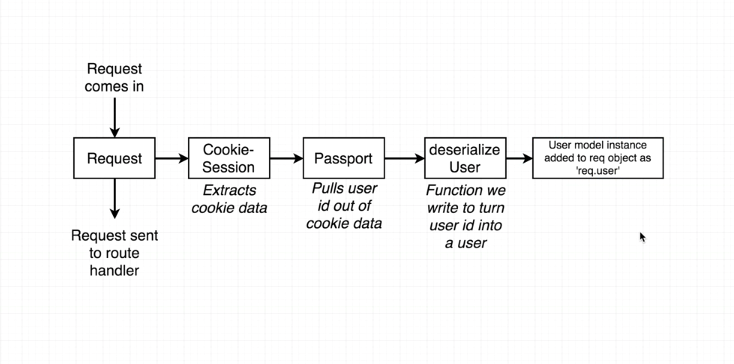 Request
comes in
Request
Cookie-
Session
Passport
deserialize
User
User model instance
added to req object as
'req.user'
Extracts
cookie data
Pulls user
id out of
cookie data
Function we
write to turn
user id into
a user
Request sent
to route
handler